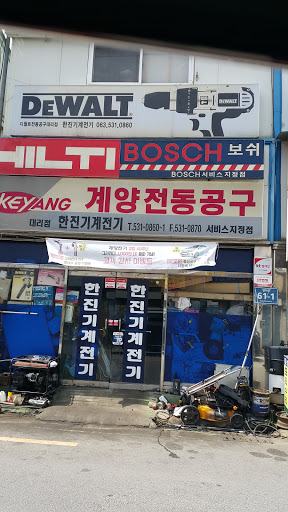 DEWALT
디월트전동공구대리점 한진기계전기 063,531,0860
HILTI
BOSCH 보쉬
BOSCH서비스지정점
KEYANG 계양전동공구
대리점 한진기계전기 T.531-0860~1 F.531-0870 서비스지정점
한진기계전기
한진기계전기
61-1